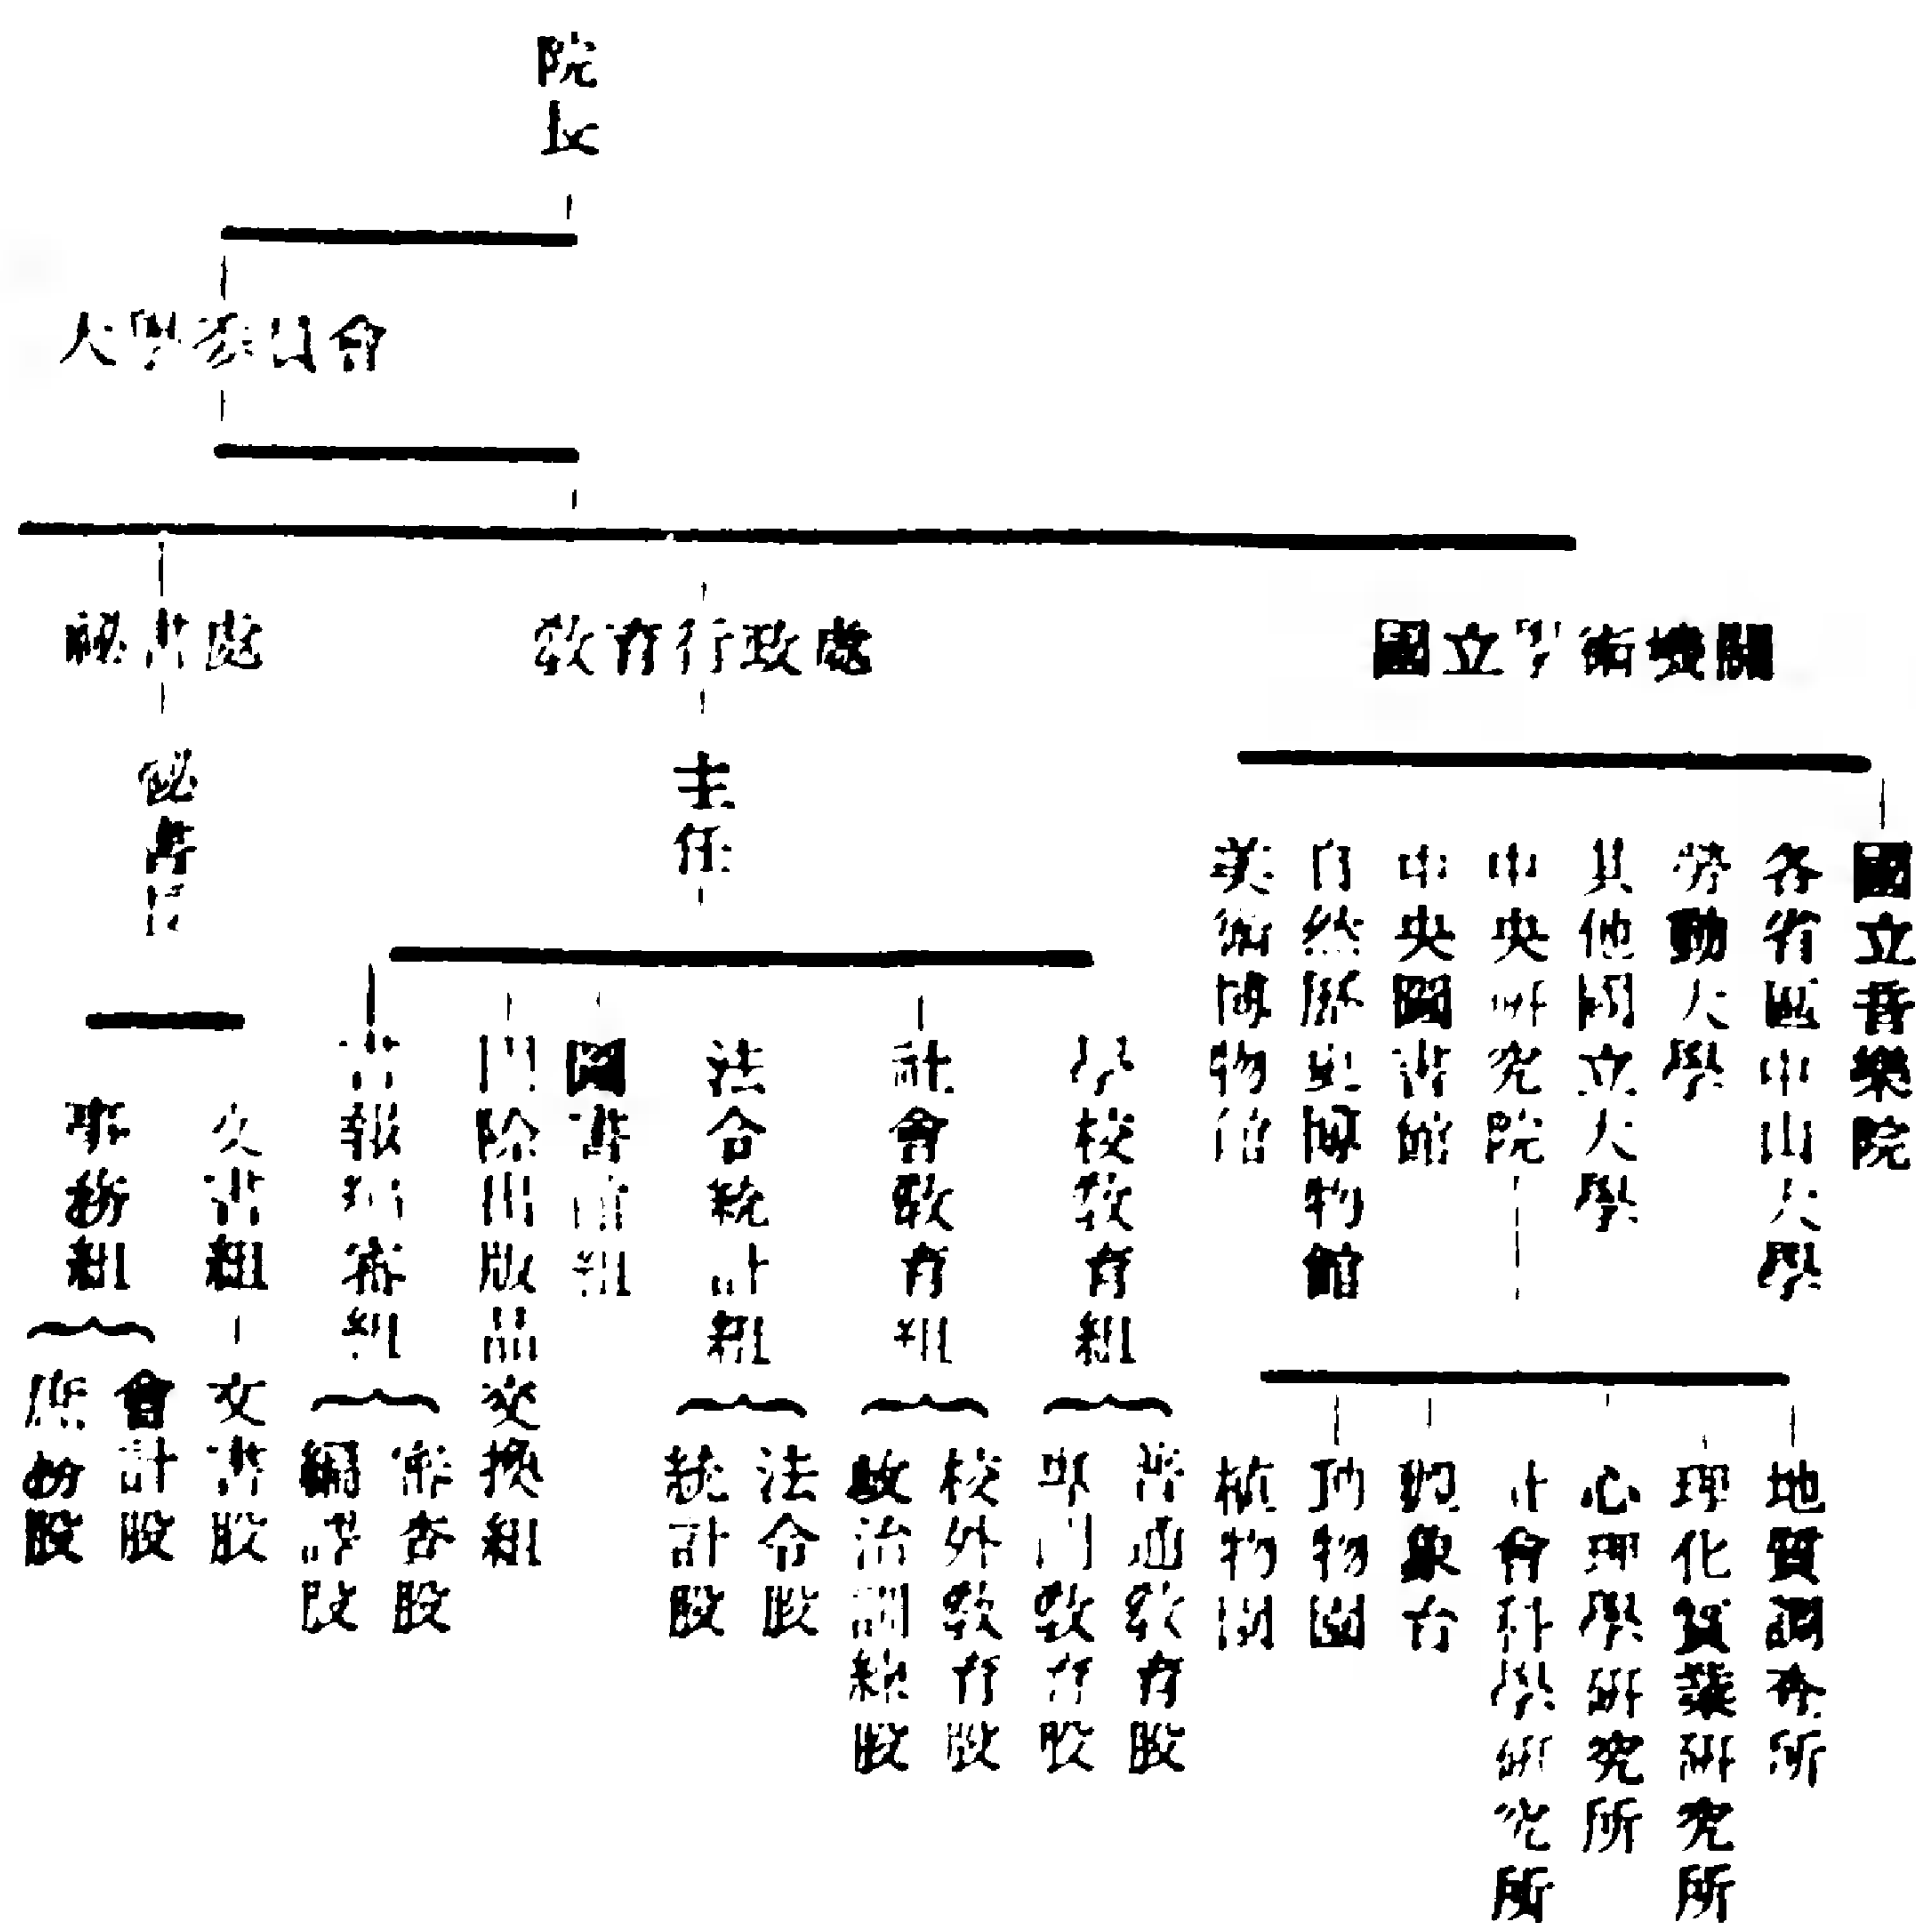 院長
大學委員會
秘書處
教育行政處
國立學術機關
秘書長
主任
國立音樂院
各省區中山大學
勞動大學
其他國立大學
中央研究院
中央圖書館
自然歷史博物館
美術博物館
學校教育組
社會教育組
法令統計組
圖書館組
國際出版品交換組
書報編審組
文書組
事務組
地質調查所
理化實業研究所
心理學研究所
社會科學研究所
觀象台
動物園
植物園
普通教育股
專門教育股
校外教育股
政治訓練股
法令股
統計股
審查股
編譯股
文書股
會計股
庶務股